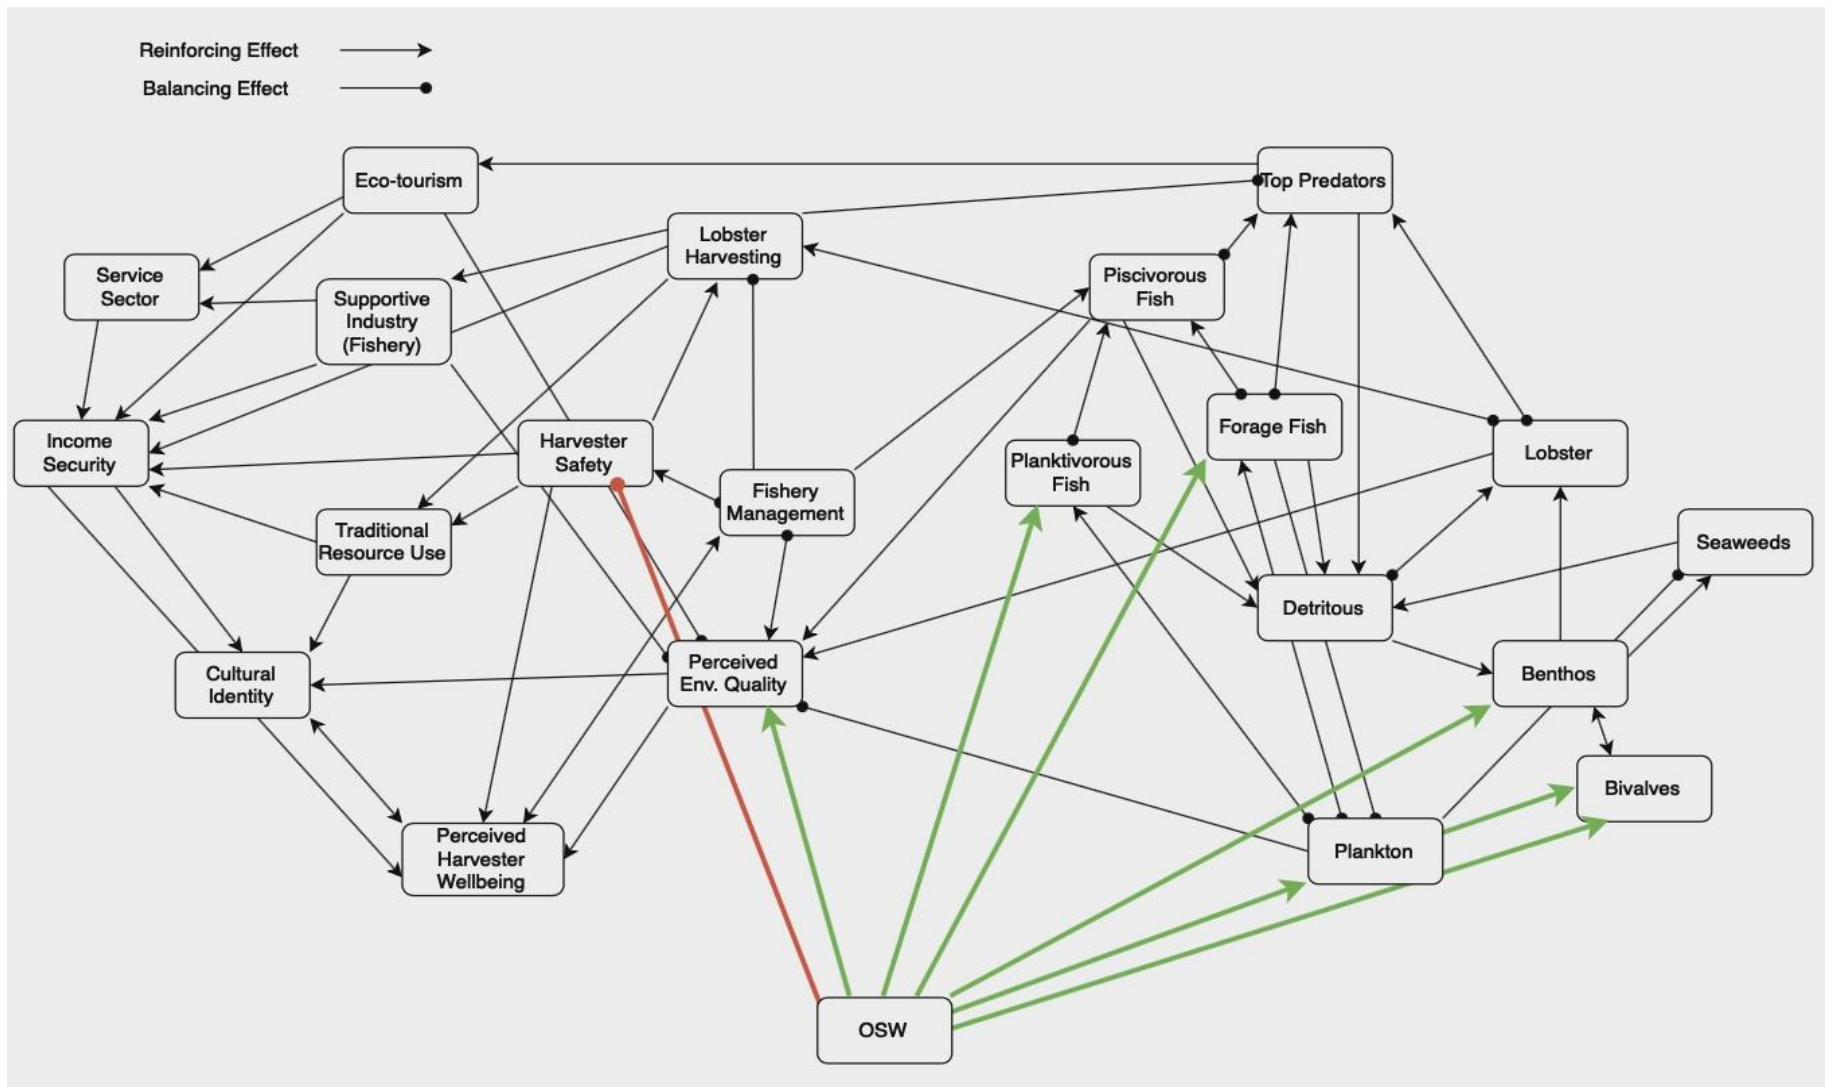 Reinforcing Effect
Balancing Effect
Eco-tourism
Top Predators
Lobster
Harvesting
Service
Sector
Supportive
Industry
(Fishery)
Piscivorous
Fish
Income
Security
Harvester
Safety
Planktivorous
Fish
Forage Fish
Lobster
Fishery
Management
Traditional
Resource Use
Seaweeds
Detritous
Cultural
Identity
Perceived
Env. Quality
Benthos
Bivalves
Perceived
Harvester
Wellbeing
Plankton
OSW